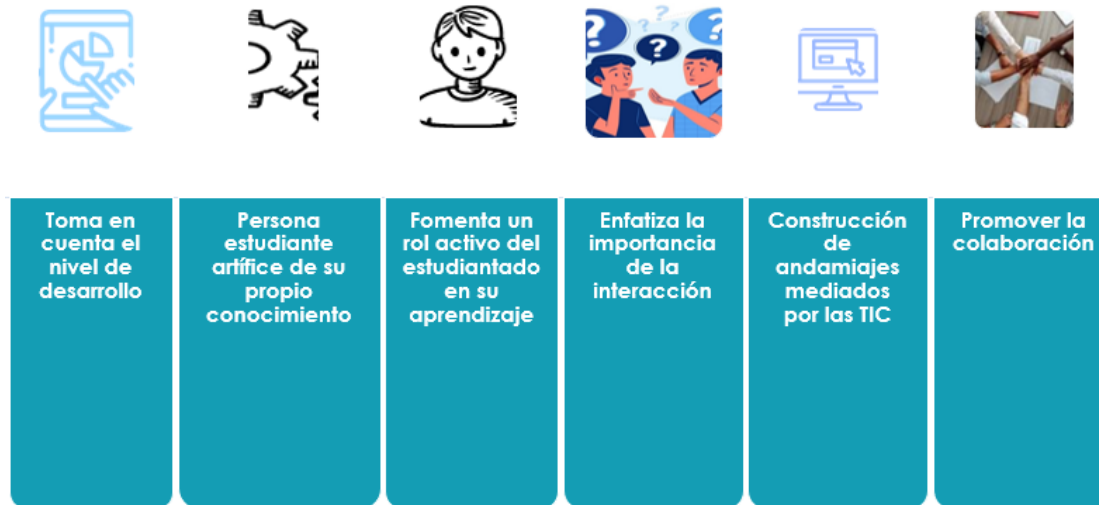 Toma en
cuenta el
nivel de
desarrollo
Persona
estudiante
artífice de su
propio
conocimiento
Fomenta un
rol activo del
estudiantado
en su
aprendizaje
Enfatiza la
importancia
de la
interacción
Construcción
de
andamiajes
mediados
por las TIC
Promover la
colaboración